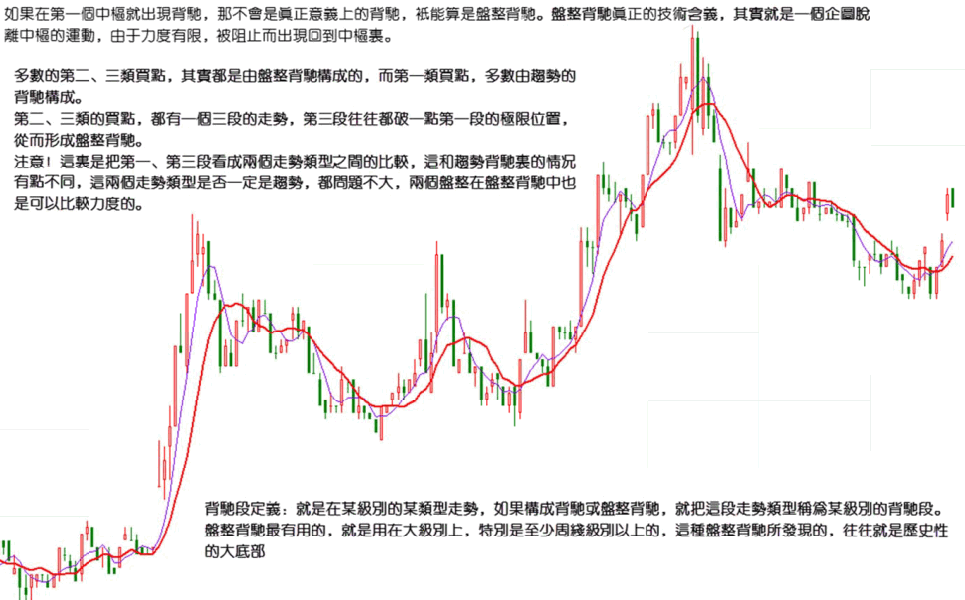 如果在第一個中樞就出現背馳，那不會是真正意義上的背馳，衹能算是盤整背馳。盤整背馳真正的技術含義，其實就是一個企圖脫
離中樞的運動，由于力度有限，被阻止而出現回到中樞裏。
多數的第二、三類買點，其實都是由盤整背馳構成的，而第一類買點，多數由趨勢的
背馳構成。
第二、三類的買點，都有一個三段的走勢，第三段往往都破一點第一段的極限位置，
從而形成盤整背馳。
注意！這裏是把第一、第三段看成兩個走勢類型之間的比較，這和趨勢背馳裏的情况
有點不同，這兩個走勢類型是否一定是趨勢，都問題不大，兩個盤整在盤整背馳中也
是可以比較力度的。
背馳段定義：就是在某級別的某類型走勢，如果構成背馳或盤整背馳，就把這段走勢類型稱爲某級別的背馳段。
盤整背馳最有用的，就是用在大級別上，特別是至少周綫級別以上的，這種盤整背馳所發現的，往往就是歷史性
的大底部